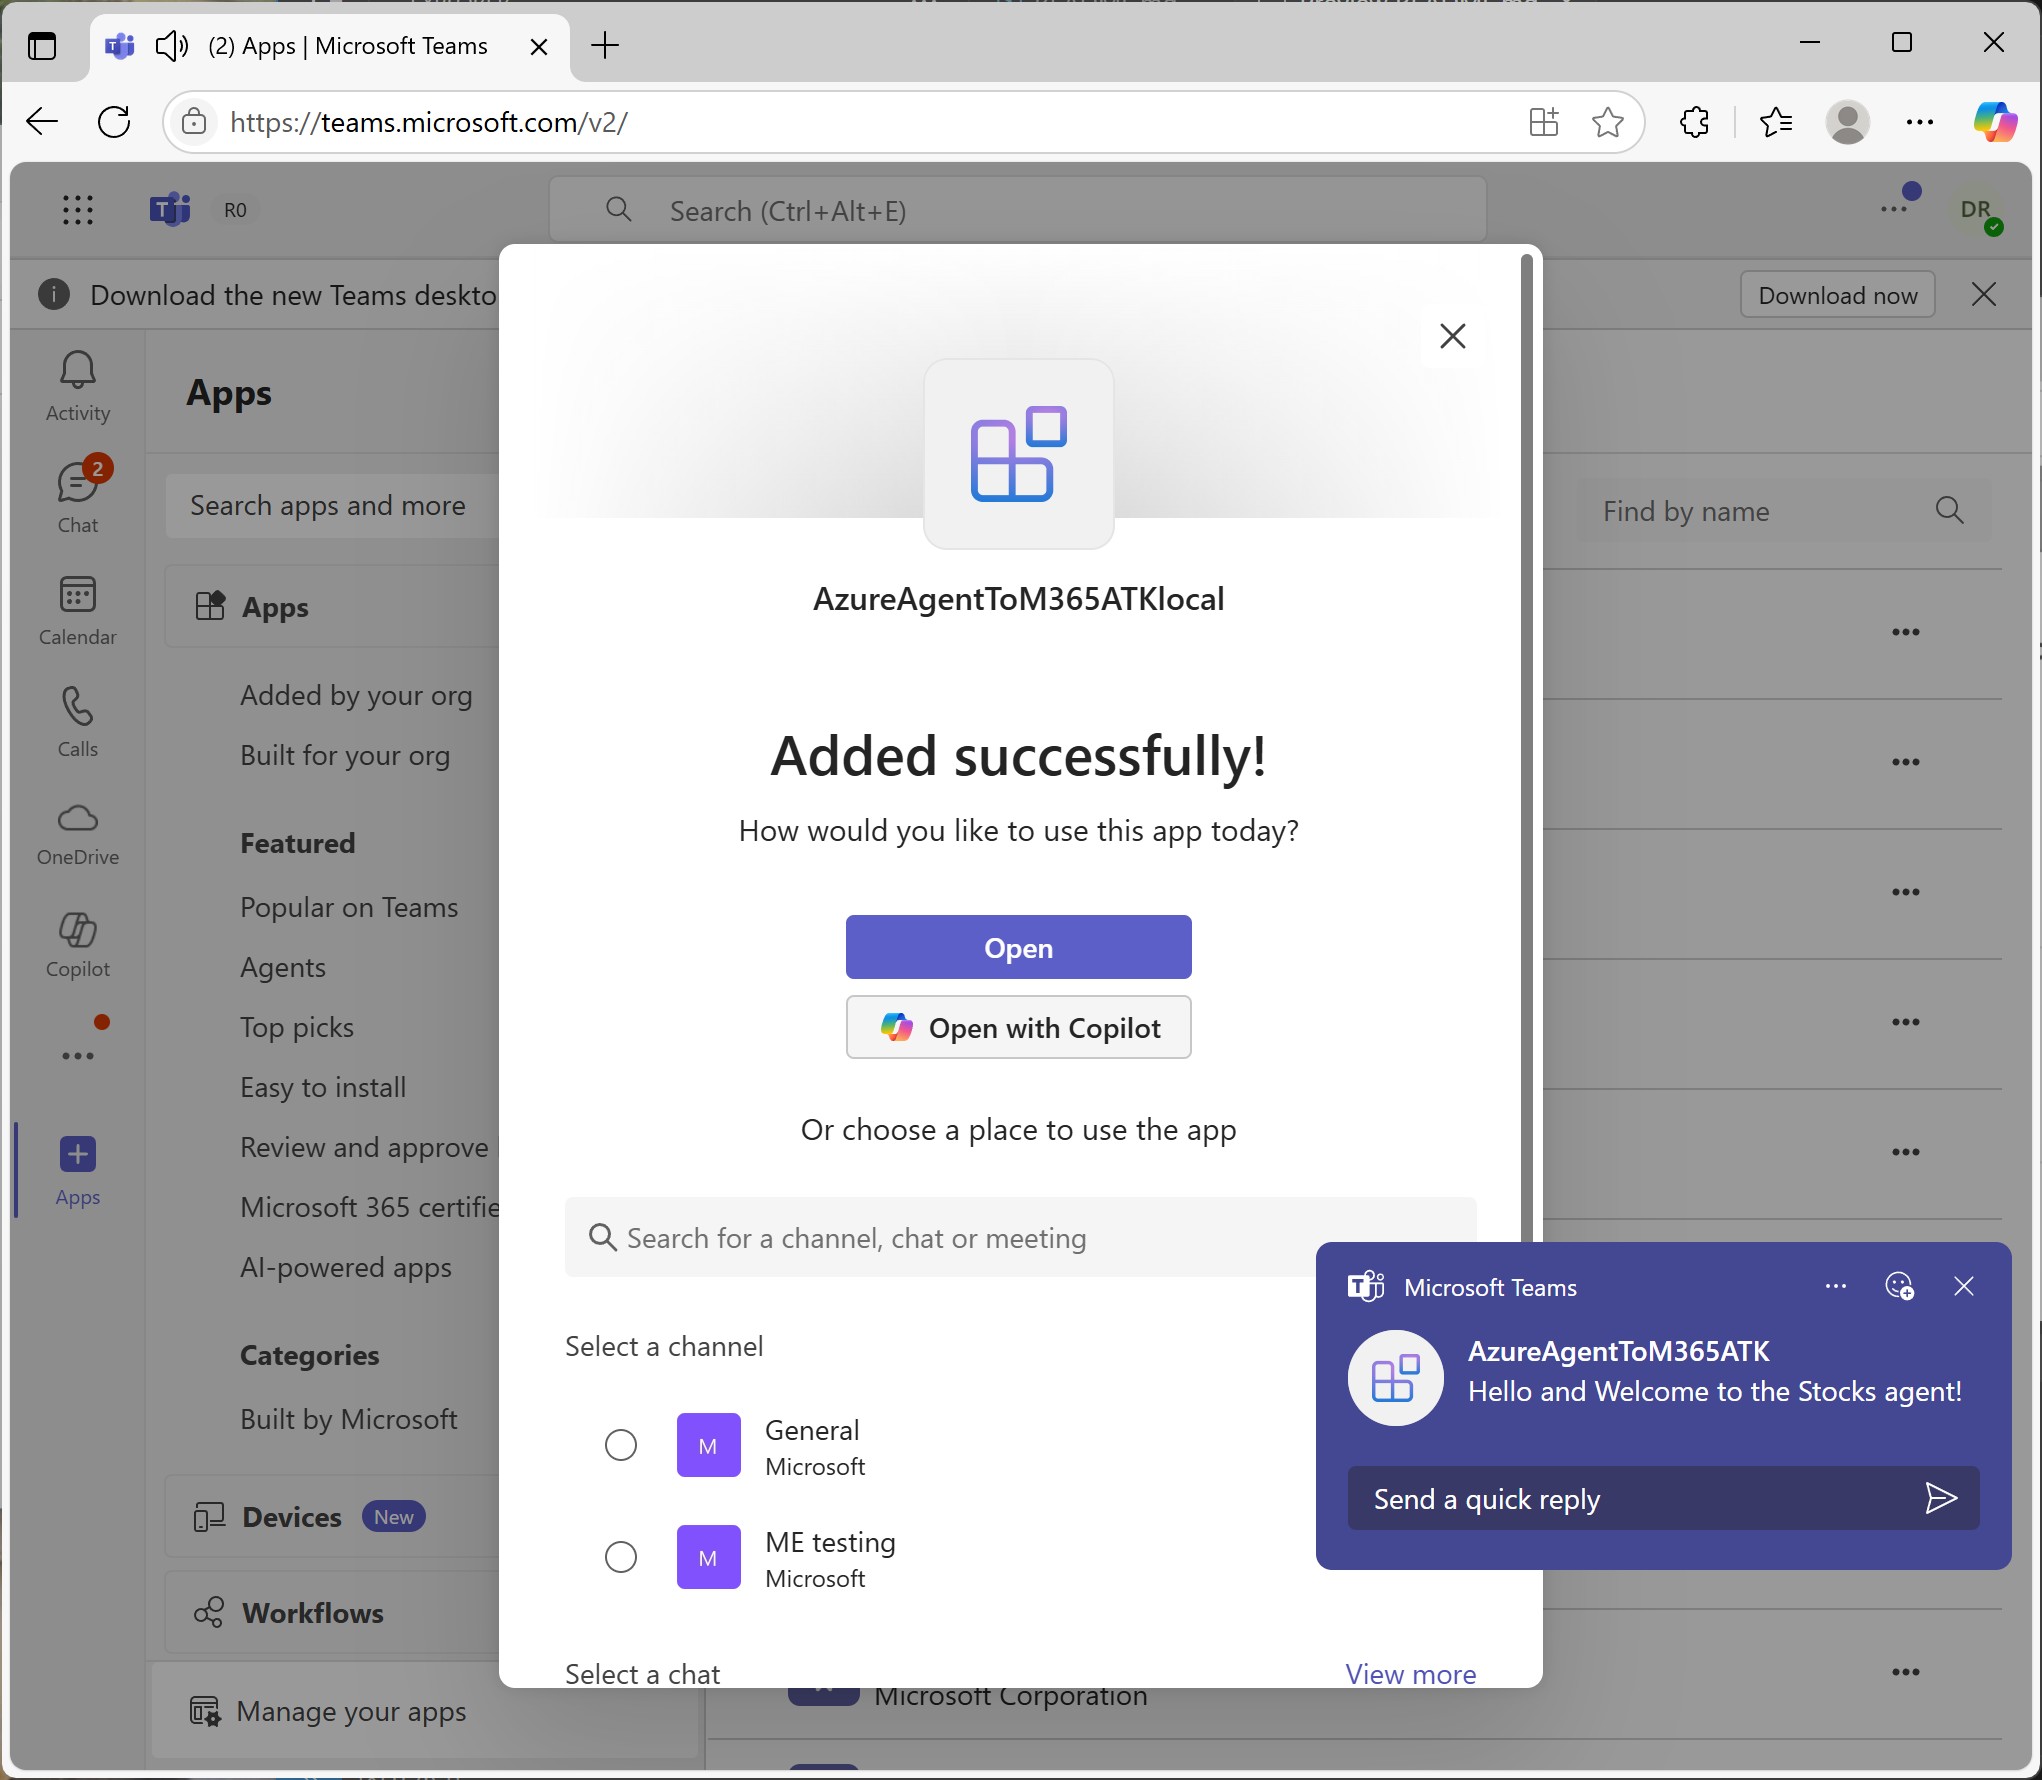 (2) Apps | Microsoft Teams
https://teams.microsoft.com/v2/
R0
Search (Ctrl+Alt+E)
DR
Download the new Teams deskto
Download now
Activity
2
Chat
Calendar
Calls
OneDrive
Copilot
Apps
Apps
Search apps and more
Apps
Added by your org
Built for your org
Featured
Popular on Teams
Agents
Top picks
Easy to install
Review and approve
Microsoft 365 certifie
AI-powered apps
Categories
Built by Microsoft
Devices New
Workflows
Manage your apps
Find by name
AzureAgentToM365ATKlocal
Added successfully!
How would you like to use this app today?
Open
Open with Copilot
Or choose a place to use the app
Search for a channel, chat or meeting
Select a channel
M
General
Microsoft
M
ME testing
Microsoft
Select a chat
View more
Microsoft Corporation
Microsoft Teams
AzureAgentToM365ATK
Hello and Welcome to the Stocks agent!
Send a quick reply